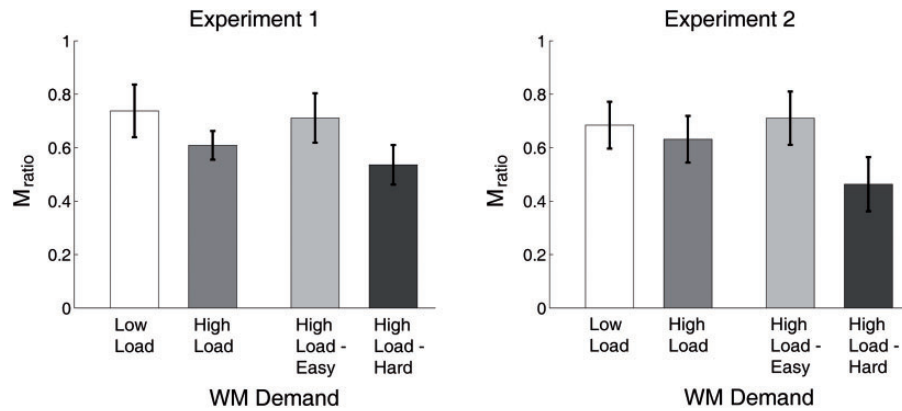 Experiment 1
1
0.8
0.6
0.4
0.2
0
Mratio
Low
Load
High
Load
High
Load -
Easy
High
Load -
Hard
WM Demand
Experiment 2
1
0.8
0.6
0.4
0.2
0
Mratio
Low
Load
High
Load
High
Load -
Easy
High
Load -
Hard
WM Demand